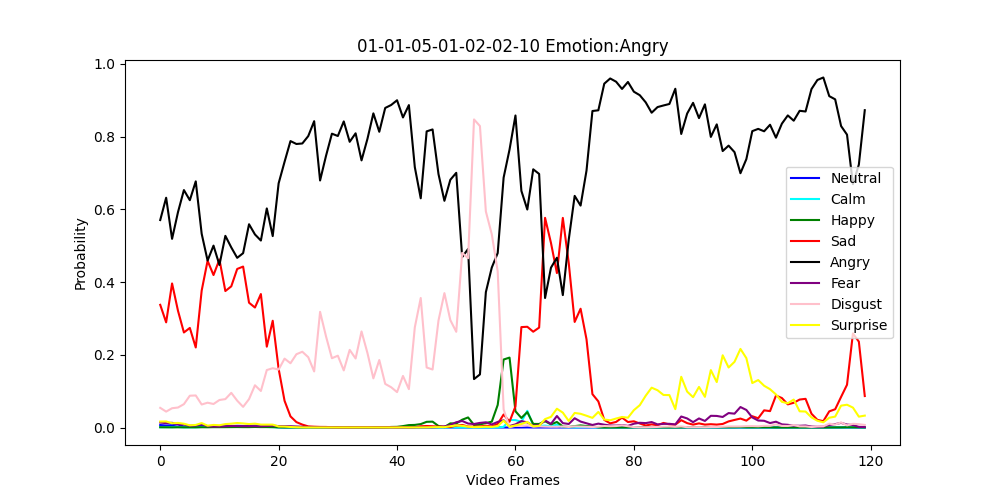 01-01-05-01-02-02-10 Emotion:Angry
1.0
0.8
0.6
0.4
0.2
0.0
Probability
0
20
40
60
80
100
120
Video Frames
Neutral
Calm
Happy
Sad
Angry
Fear
Disgust
Surprise